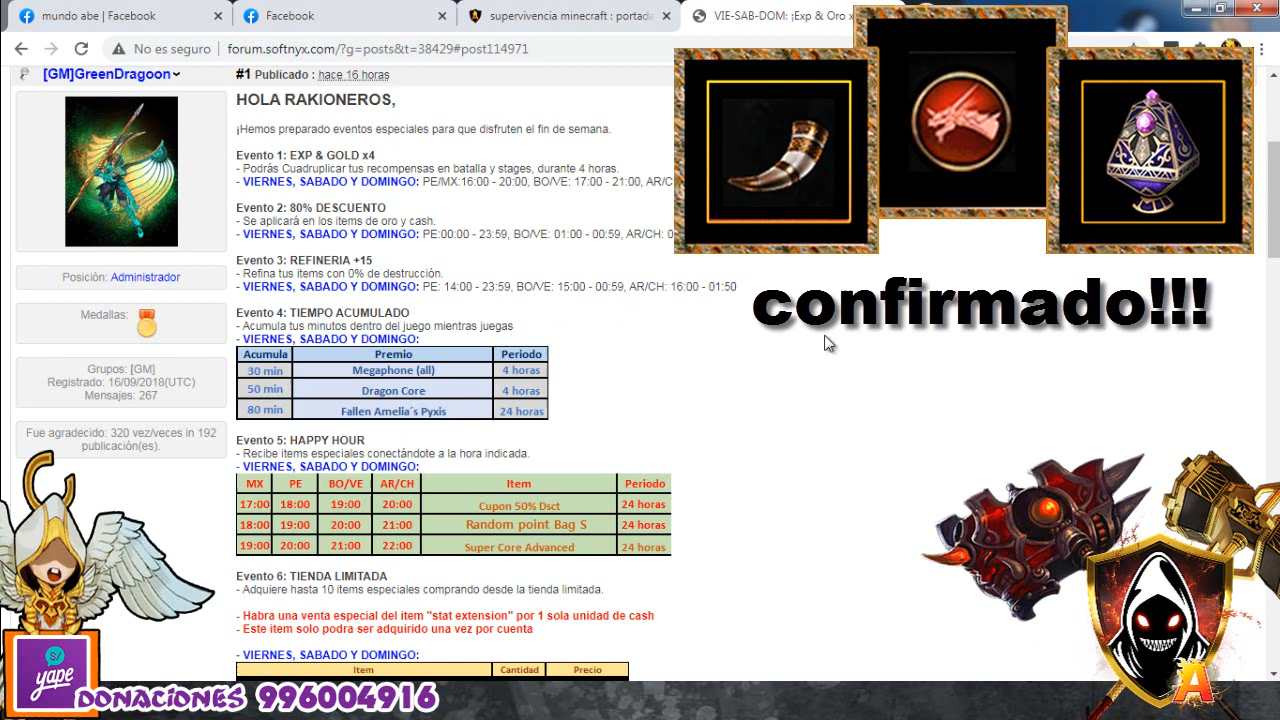 mundo abe | Facebook
Facebook
supervivencia minecraft : portade
VIE-SAB-DOM: ¡Exp & Oro x
No es seguro
forum.softnyx.com/?g=posts&t=38429#post114971
[GM]GreenDragoon
#1 Publicado : hace 16 horas
HOLA RAKIONEROS,
¡Hemos preparado eventos especiales para que disfruten el fin de semana.
Evento 1: EXP & GOLD x4
- Podrás Cuadruplicar tus recompensas en batalla y stages, durante 4 horas.
- VIERNES, SABADO Y DOMINGO: PE/MX:16:00 - 20:00, BO/VE: 17:00 - 21:00, AR/C
Evento 2: 80% DESCUENTO
- Se aplicará en los items de oro y cash.
- VIERNES, SABADO Y DOMINGO: PE:00:00 - 23:59, BO/VE: 01:00 - 00:59, AR/CH: 0
Evento 3: REFINERIA +15
- Refina tus items con 0% de destrucción.
- VIERNES, SABADO Y DOMINGO: PE: 14:00 - 23:59, BO/VE: 15:00 - 00:59, AR/CH: 16:00 - 01:50
Evento 4: TIEMPO ACUMULADO
- Acumula tus minutos dentro del juego mientras juegas
- VIERNES, SABADO Y DOMINGO:
Acumula Premio Periodo
30 min Megaphone (all) 4 horas
50 min Dragon Core 4 horas
80 min Fallen Amelia´s Pyxis 24 horas
Evento 5: HAPPY HOUR
- Recibe items especiales conectándote a la hora indicada.
- VIERNES, SABADO Y DOMINGO:
MX PE BO/VE AR/CH Item Periodo
17:00 18:00 19:00 20:00 Cupon 50% Dsct 24 horas
18:00 19:00 20:00 21:00 Random point Bag S 24 horas
19:00 20:00 21:00 22:00 Super Core Advanced 24 horas
Evento 6: TIENDA LIMITADA
- Adquiere hasta 10 items especiales comprando desde la tienda limitada.
- Habra una venta especial del item "stat extension" por 1 sola unidad de cash
- Este item solo podra ser adquirido una vez por cuenta
- VIERNES, SABADO Y DOMINGO:
Item Cantidad Precio
Posición: Administrador
Medallas:
Grupos: [GM]
Registrado: 16/09/2018(UTC)
Mensajes: 267
Fue agradecido: 320 vez/veces in 192
publicación(es).
confirmado!!!
S/
yape
DONACIONES 996004916
A